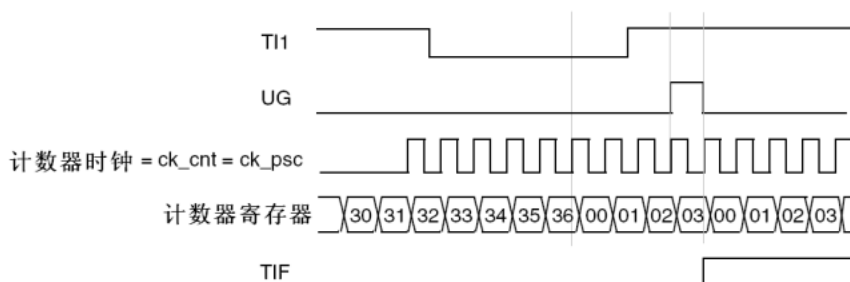 TI1
UG
计数器时钟 = ck_cnt = ck_psc
计数器寄存器 30 31 32 33 34 35 36 00 01 02 03 00 01 02 03
TIF